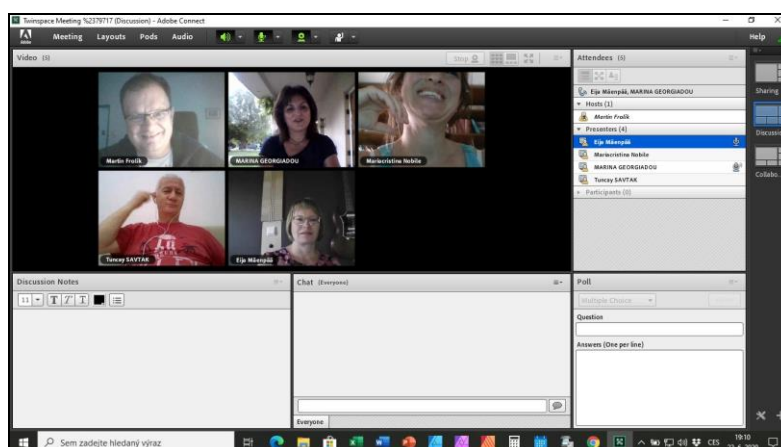 Twinspace Meeting %2379717 (Discussion) - Adobe Connect
Adobe Meeting Layouts Pods Audio Help
Video (5) Stop
Martin Frolík
MARINA GEORGIADOU
Mariacristina Nobile
Tuncay SAVTAK
Eija Mäenpää
Attendees (5)
Eija Mäenpää, MARINA GEORGIADOU
Hosts (1)
Martin Frolík
Presenters (4)
Eija Mäenpää
Mariacristina Nobile
MARINA GEORGIADOU
Tuncay SAVTAK
Participants (0)
Sharing
Discussio
Collabo...
Discussion Notes
11 T T T
Chat (Everyone)
Everyone
Poll
Multiple Choice
Question
Answers (One per line)
Sem zadejte hledaný výraz
CES
19:10